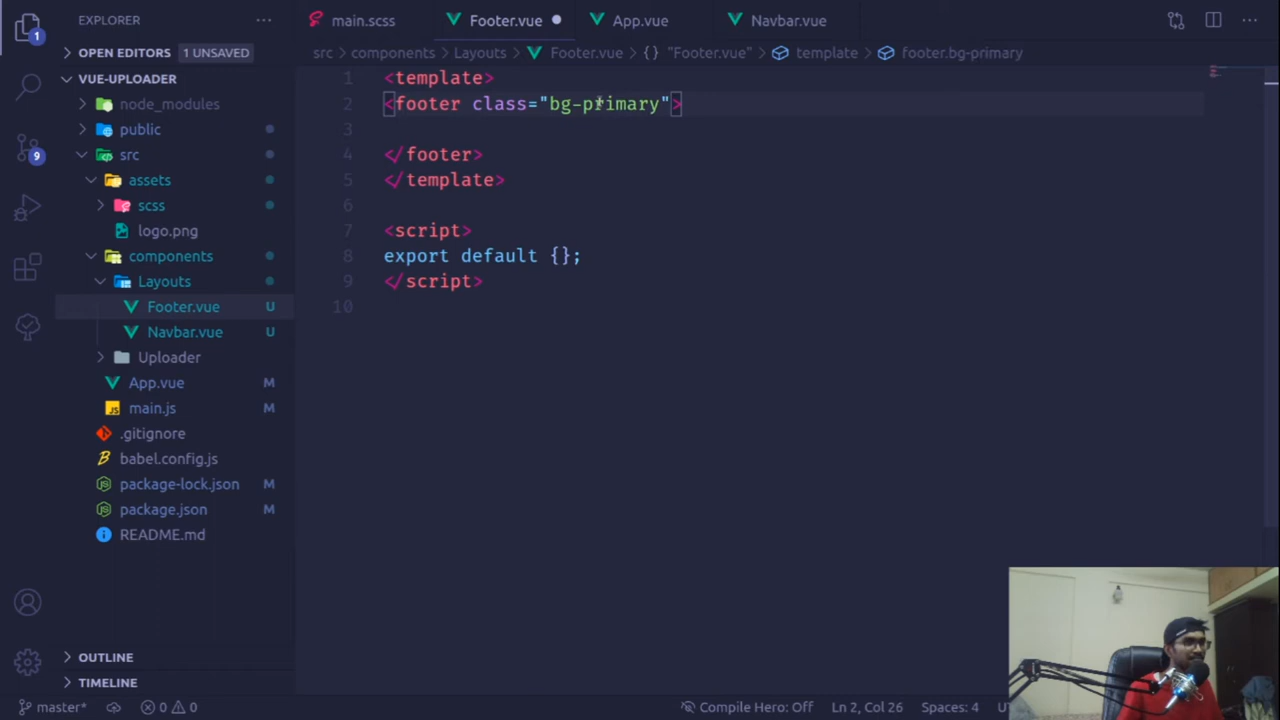 EXPLORER
OPEN EDITORS 1 UNSAVED
VUE-UPLOADER
node_modules
public
src
assets
scss
logo.png
components
Layouts
Footer.vue U
Navbar.vue U
Uploader
App.vue M
main.js M
.gitignore
babel.config.js
package-lock.json M
package.json M
README.md
OUTLINE
TIMELINE
1
9
main.scss Footer.vue App.vue Navbar.vue
src > components > Layouts > Footer.vue > {} "Footer.vue" > template > footer.bg-primary
1 <template>
2 <footer class="bg-primary">
3
4 </footer>
5 </template>
6
7 <script>
8 export default {};
9 </script>
10
master* 0 0 Compile Hero: Off Ln 2, Col 26 Spaces: 4